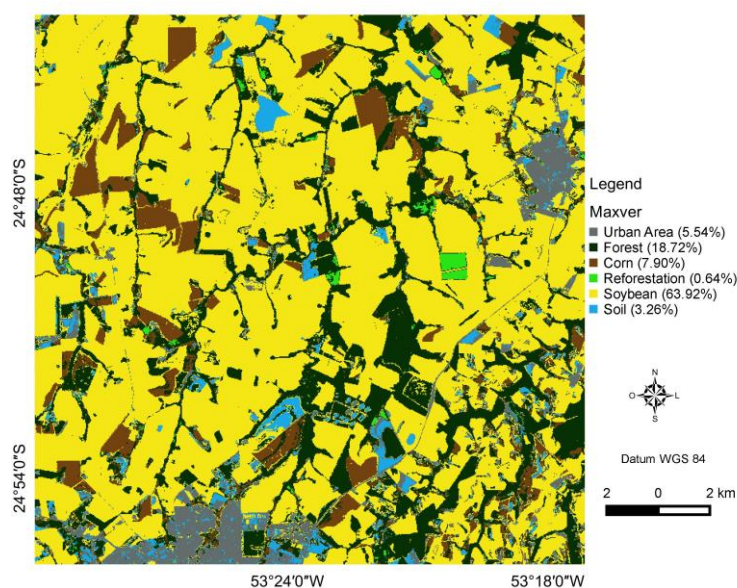 24°48'0"S
24°54'0"S
53°24'0"W
53°18'0"W
Legend
Maxver
Urban Area (5.54%)
Forest (18.72%)
Corn (7.90%)
Reforestation (0.64%)
Soybean (63.92%)
Soil (3.26%)
N
O
L
S
Datum WGS 84
2 0 2 km